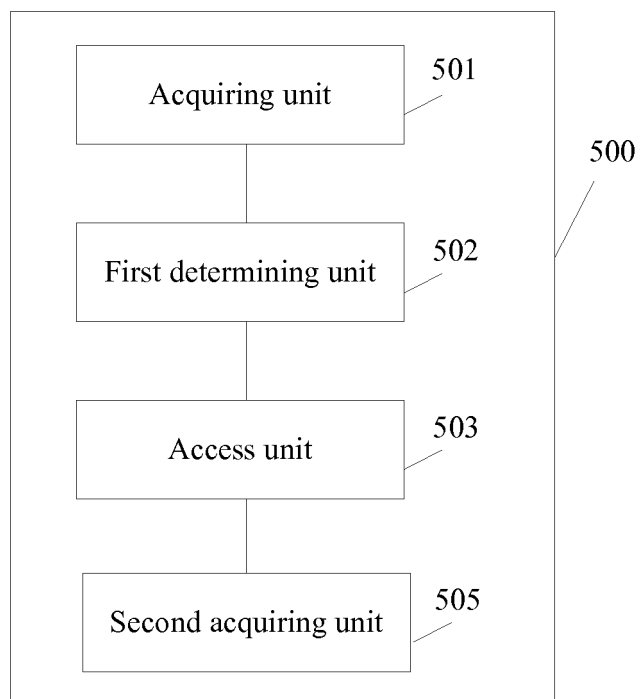 Acquiring unit
501
500
First determining unit
502
Access unit
503
Second acquiring unit
505